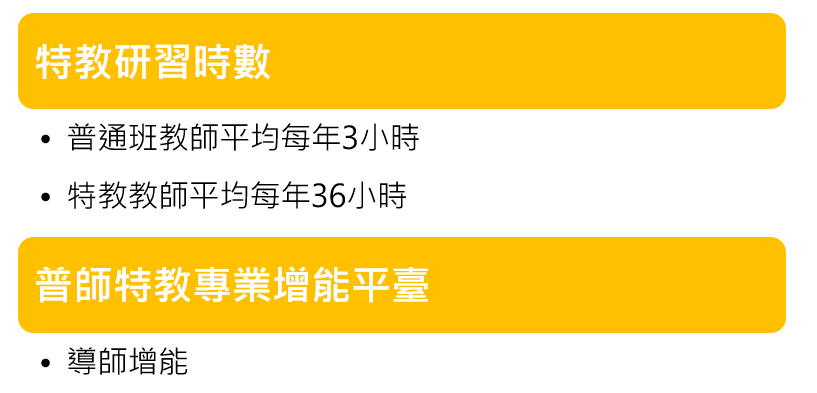 特教研習時數
• 普通班教師平均每年3小時
• 特教教師平均每年36小時
普師特教專業增能平臺
• 導師增能